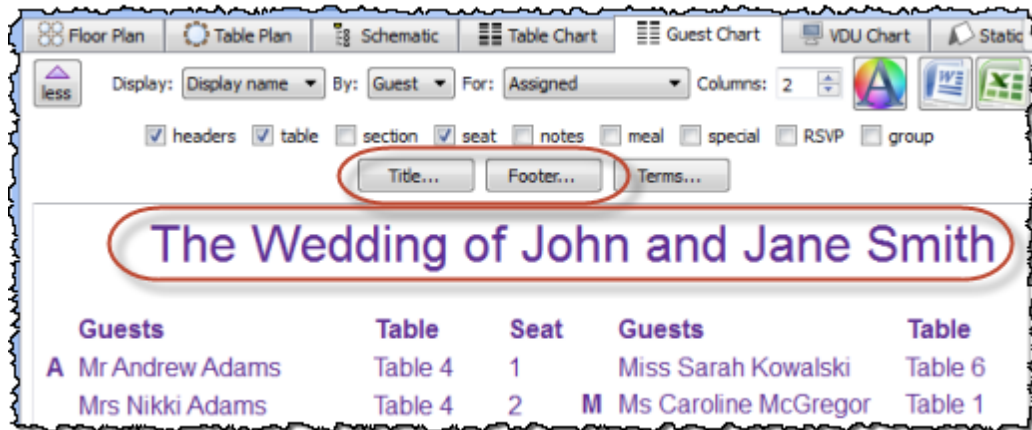 Floor Plan Table Plan Schematic Table Chart Guest Chart VDU Chart Static
less Display: Display name By: Guest For: Assigned Columns: 2
headers table section seat notes meal special RSVP group
Title... Footer... Terms...
The Wedding of John and Jane Smith
Guests Table Seat Guests Table
A Mr Andrew Adams Table 4 1 Miss Sarah Kowalski Table 6
Mrs Nikki Adams Table 4 2 M Ms Caroline McGregor Table 1